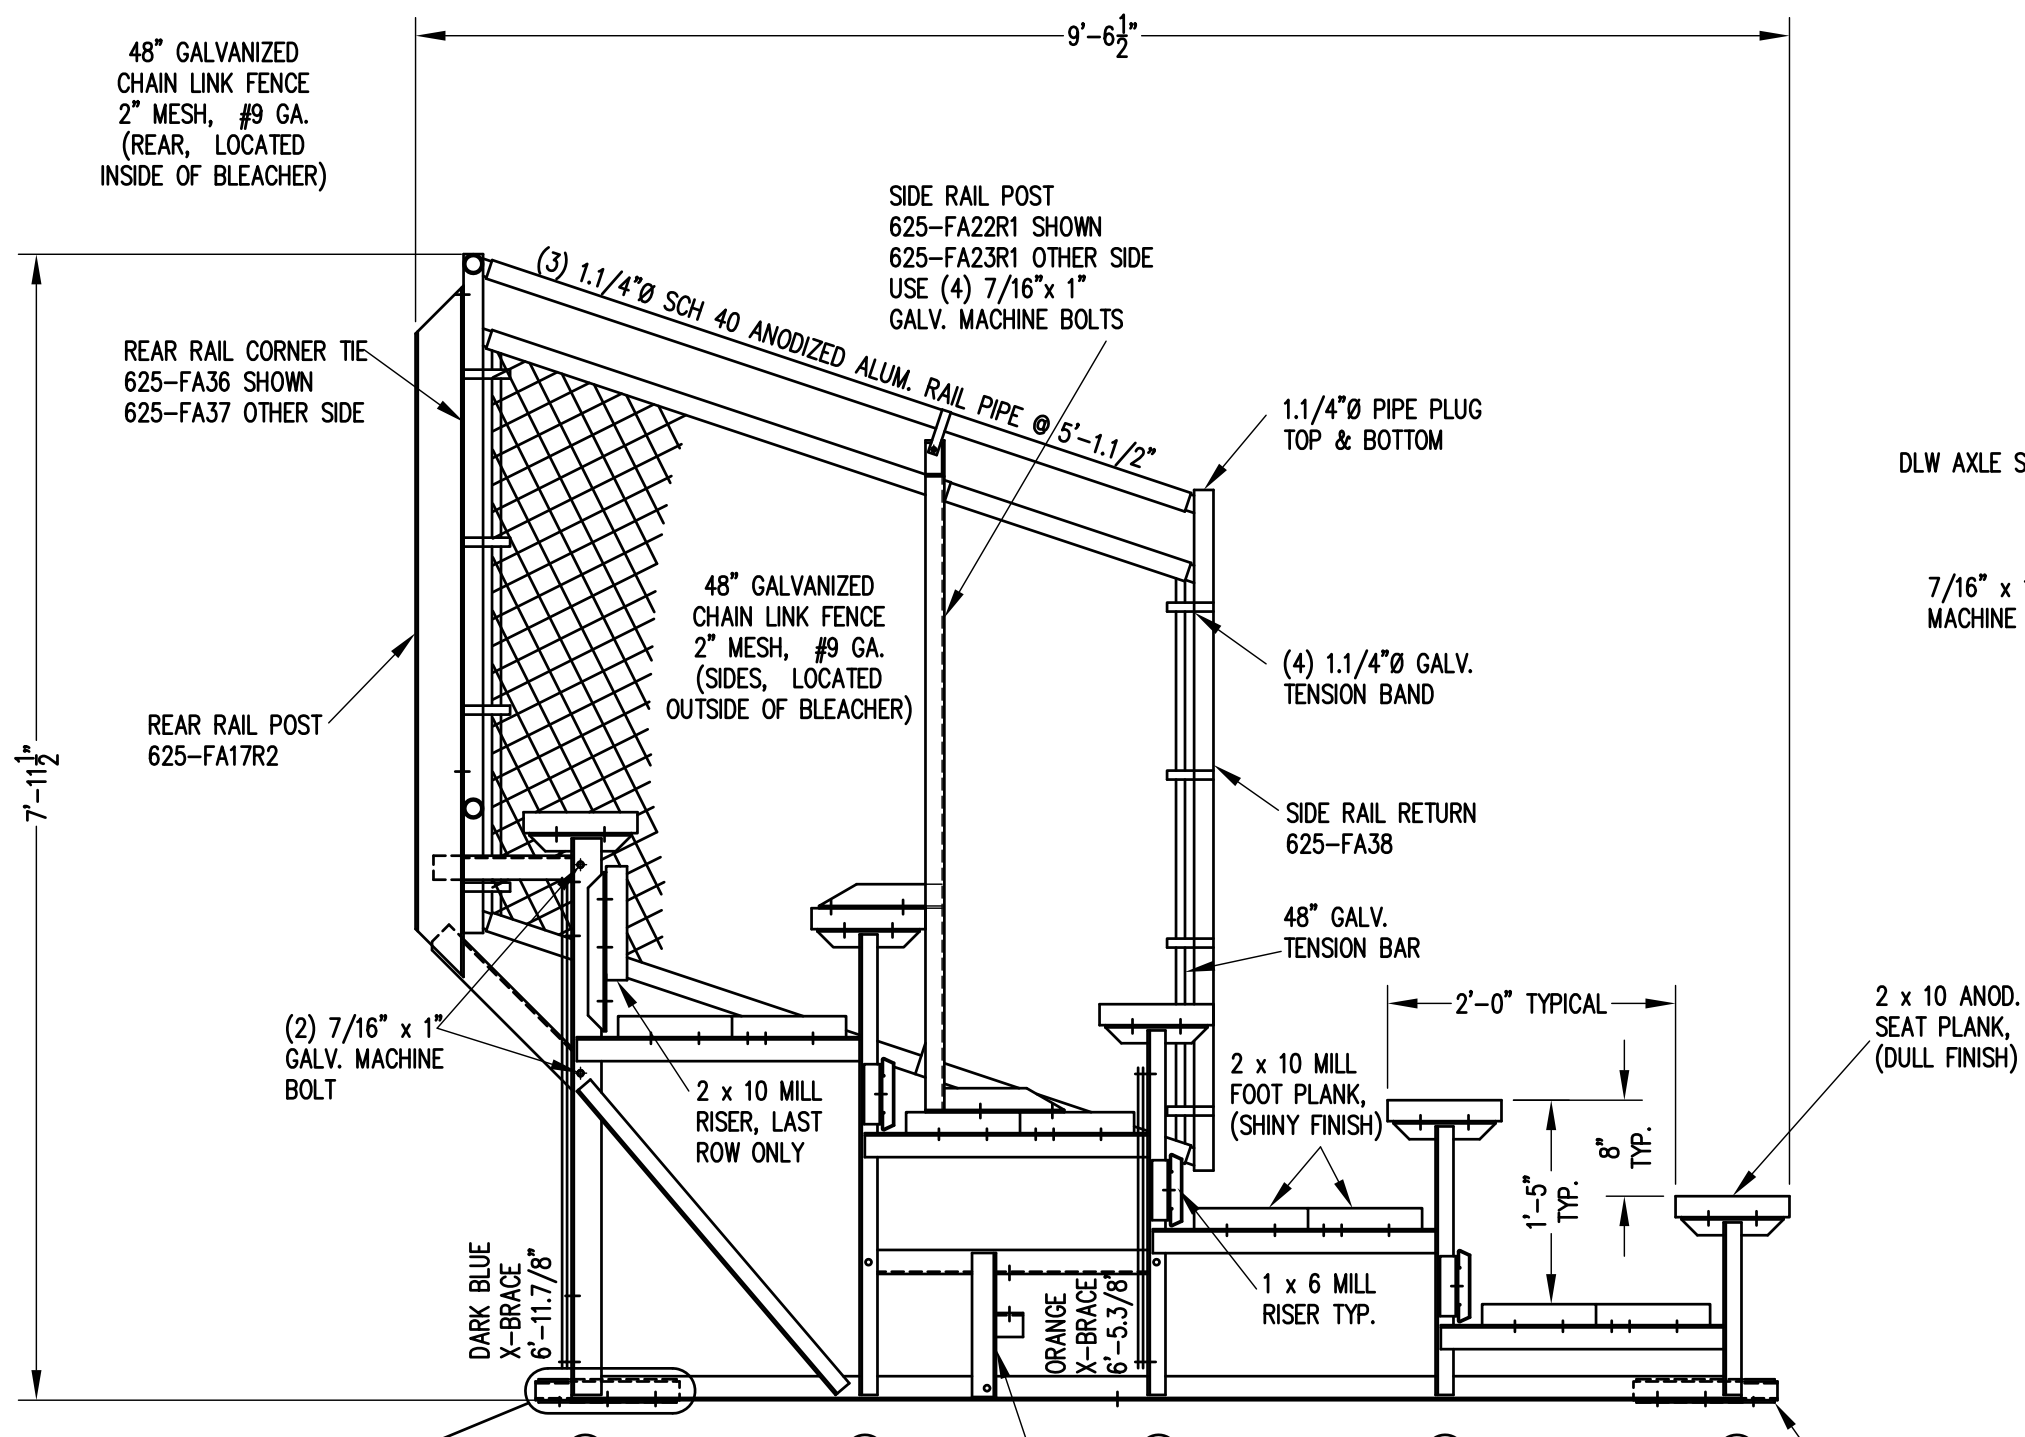 9'-6 1/2"
48" GALVANIZED
CHAIN LINK FENCE
2" MESH, #9 GA.
(REAR, LOCATED
INSIDE OF BLEACHER)
SIDE RAIL POST
625-FA22R1 SHOWN
625-FA23R1 OTHER SIDE
USE (4) 7/16"x 1"
GALV. MACHINE BOLTS
(3) 1.1/4"Ø SCH 40 ANODIZED ALUM. RAIL PIPE @ 5'-1.1/2"
REAR RAIL CORNER TIE
625-FA36 SHOWN
625-FA37 OTHER SIDE
1.1/4"Ø PIPE PLUG
TOP & BOTTOM
DLW AXLE S
7/16" x
MACHINE
48" GALVANIZED
CHAIN LINK FENCE
2" MESH, #9 GA.
(SIDES, LOCATED
OUTSIDE OF BLEACHER)
(4) 1.1/4"Ø GALV.
TENSION BAND
REAR RAIL POST
625-FA17R2
7'-11 1/2"
SIDE RAIL RETURN
625-FA38
48" GALV.
TENSION BAR
(2) 7/16" x 1"
GALV. MACHINE
BOLT
2 x 10 MILL
RISER, LAST
ROW ONLY
2 x 10 MILL
FOOT PLANK,
(SHINY FINISH)
2'-0" TYPICAL
2 x 10 ANOD.
SEAT PLANK,
(DULL FINISH)
8"
TYP.
1'-5"
TYP.
DARK BLUE
X-BRACE
6'-11.7/8"
ORANGE
X-BRACE
6'-5.3/8"
1 x 6 MILL
RISER TYP.